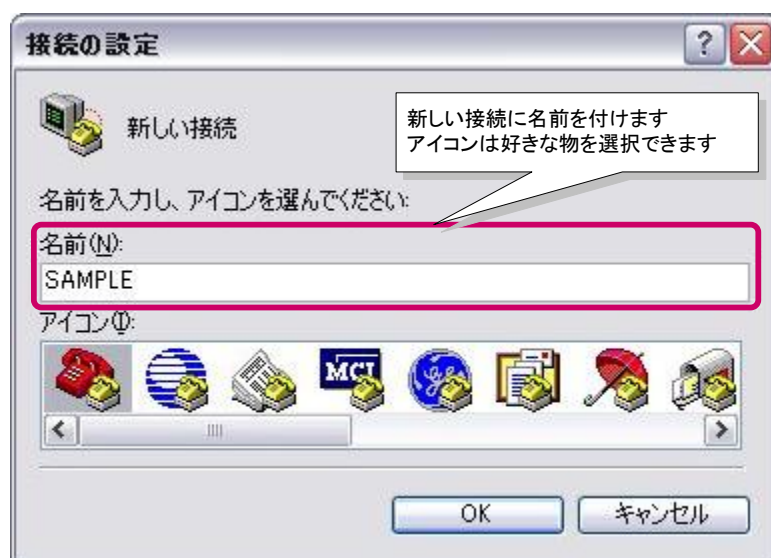 接続の設定
新しい接続
新しい接続に名前を付けます
アイコンは好きな物を選択できます
名前を入力し、アイコンを選んでください:
名前(N):
SAMPLE
アイコン(I):
MCI
OK
キャンセル